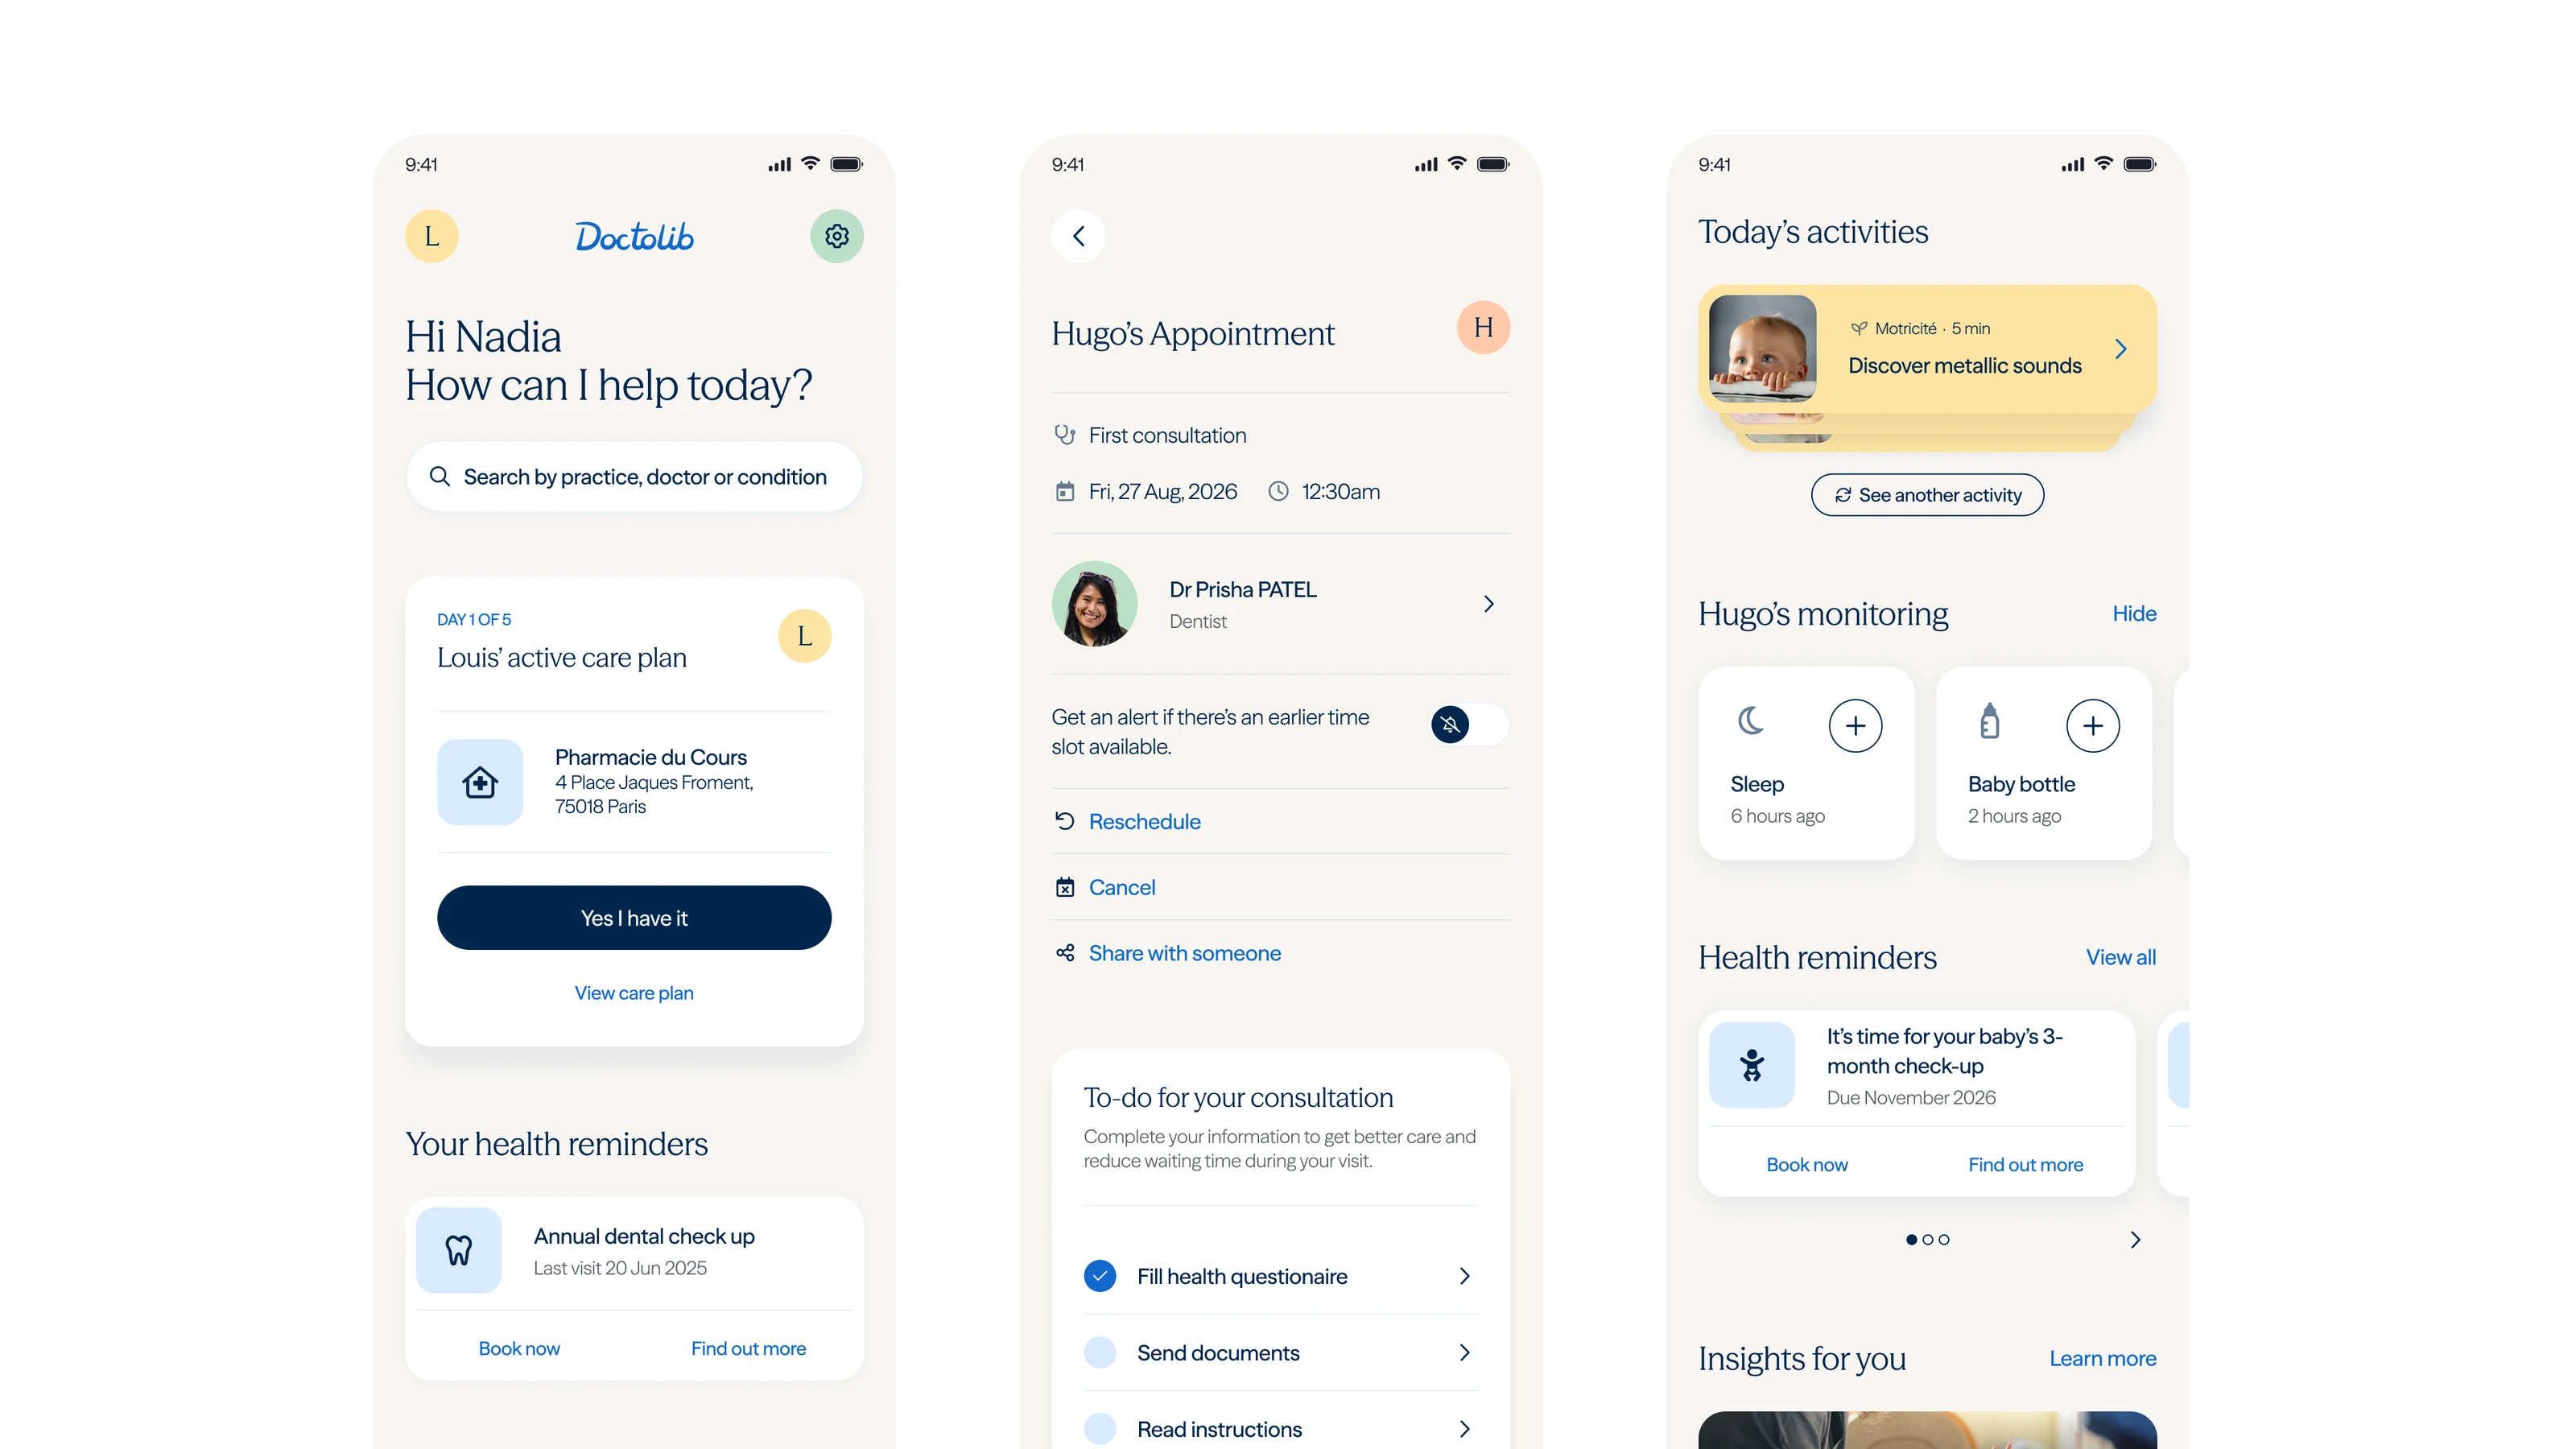 9:41
L
Doctolib
Hi Nadia
How can I help today?
Search by practice, doctor or condition
DAY 1 OF 5
Louis’ active care plan
L
Pharmacie du Cours
4 Place Jaques Froment,
75018 Paris
Yes I have it
View care plan
Your health reminders
Annual dental check up
Last visit 20 Jun 2025
Book now
Find out more
9:41
Hugo’s Appointment
H
First consultation
Fri, 27 Aug, 2026
12:30am
Dr Prisha PATEL
Dentist
Get an alert if there’s an earlier time
slot available.
Reschedule
Cancel
Share with someone
To-do for your consultation
Complete your information to get better care and
reduce waiting time during your visit.
Fill health questionaire
Send documents
Read instructions
9:41
Today’s activities
Motricité · 5 min
Discover metallic sounds
See another activity
Hugo’s monitoring
Hide
Sleep
6 hours ago
Baby bottle
2 hours ago
Health reminders
View all
It’s time for your baby’s 3-
month check-up
Due November 2026
Book now
Find out more
Insights for you
Learn more